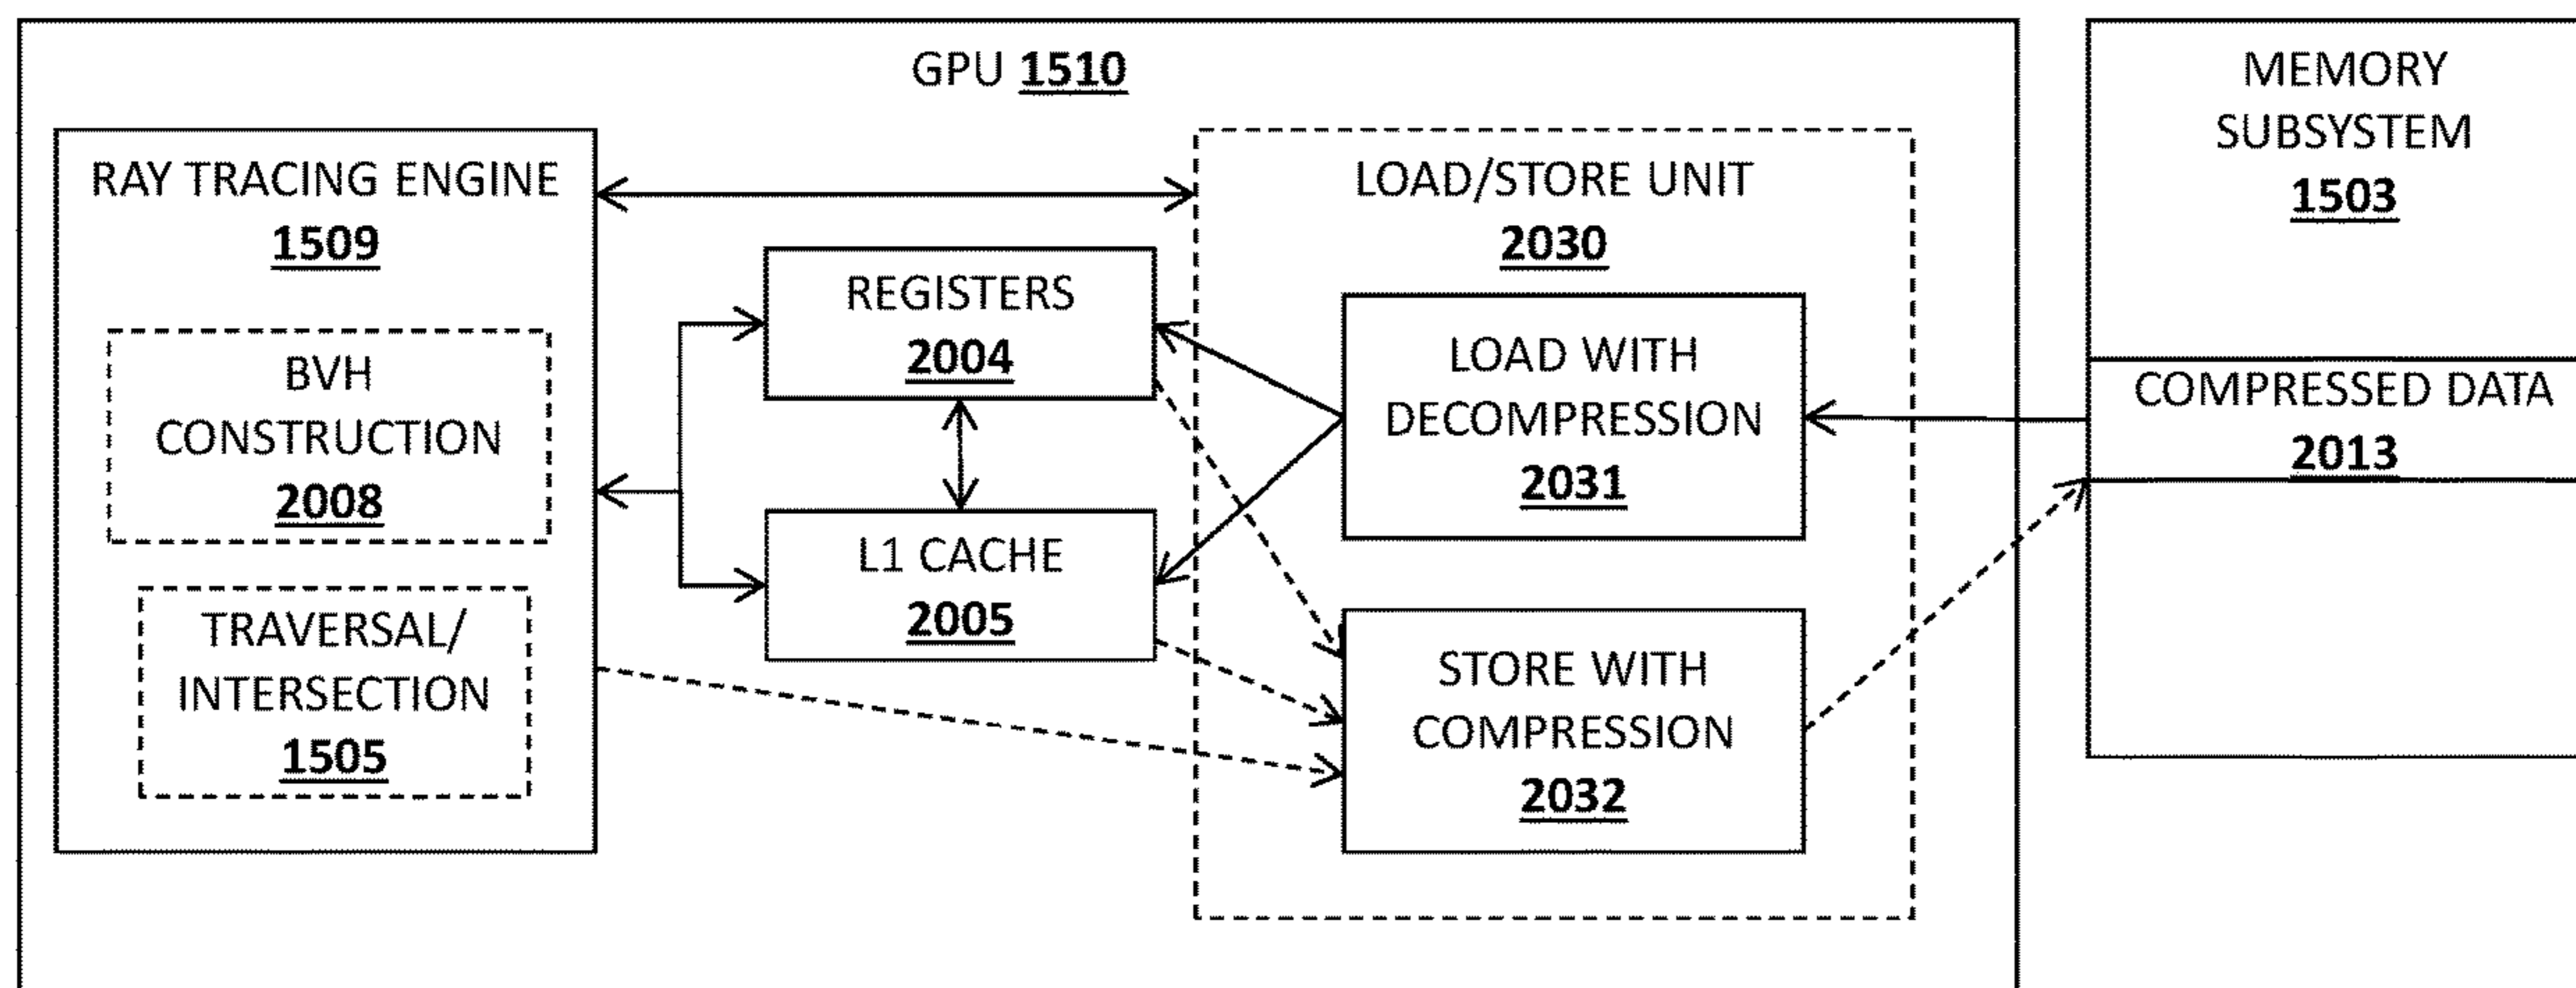 GPU 1510
RAY TRACING ENGINE
1509
BVH
CONSTRUCTION
2008
TRAVERSAL/
INTERSECTION
1505
REGISTERS
2004
L1 CACHE
2005
LOAD/STORE UNIT
2030
LOAD WITH
DECOMPRESSION
2031
STORE WITH
COMPRESSION
2032
MEMORY
SUBSYSTEM
1503
COMPRESSED DATA
2013